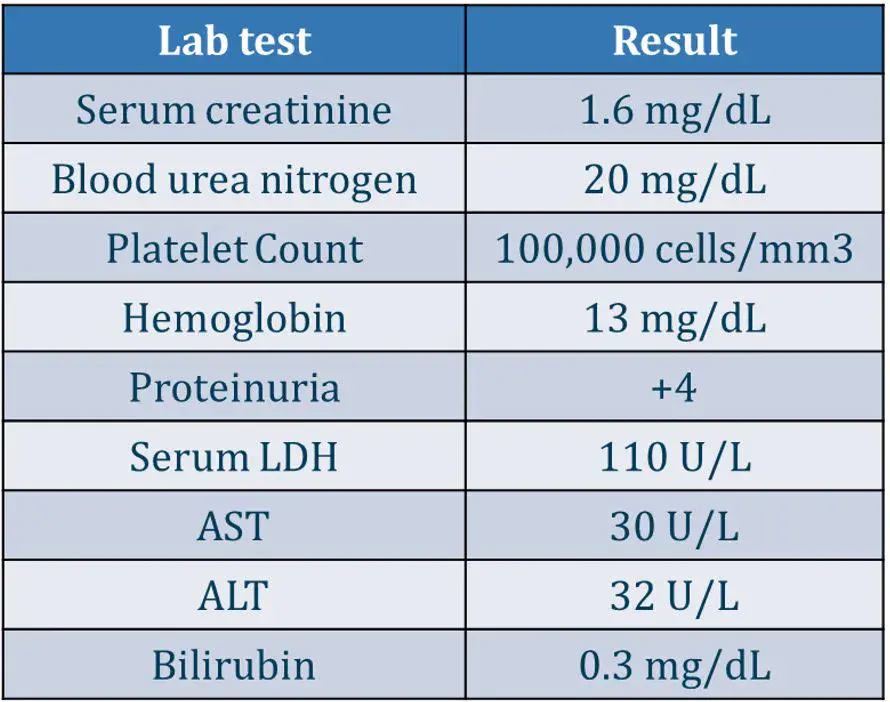 Lab test Result
Serum creatinine 1.6 mg/dL
Blood urea nitrogen 20 mg/dL
Platelet Count 100,000 cells/mm3
Hemoglobin 13 mg/dL
Proteinuria +4
Serum LDH 110 U/L
AST 30 U/L
ALT 32 U/L
Bilirubin 0.3 mg/dL